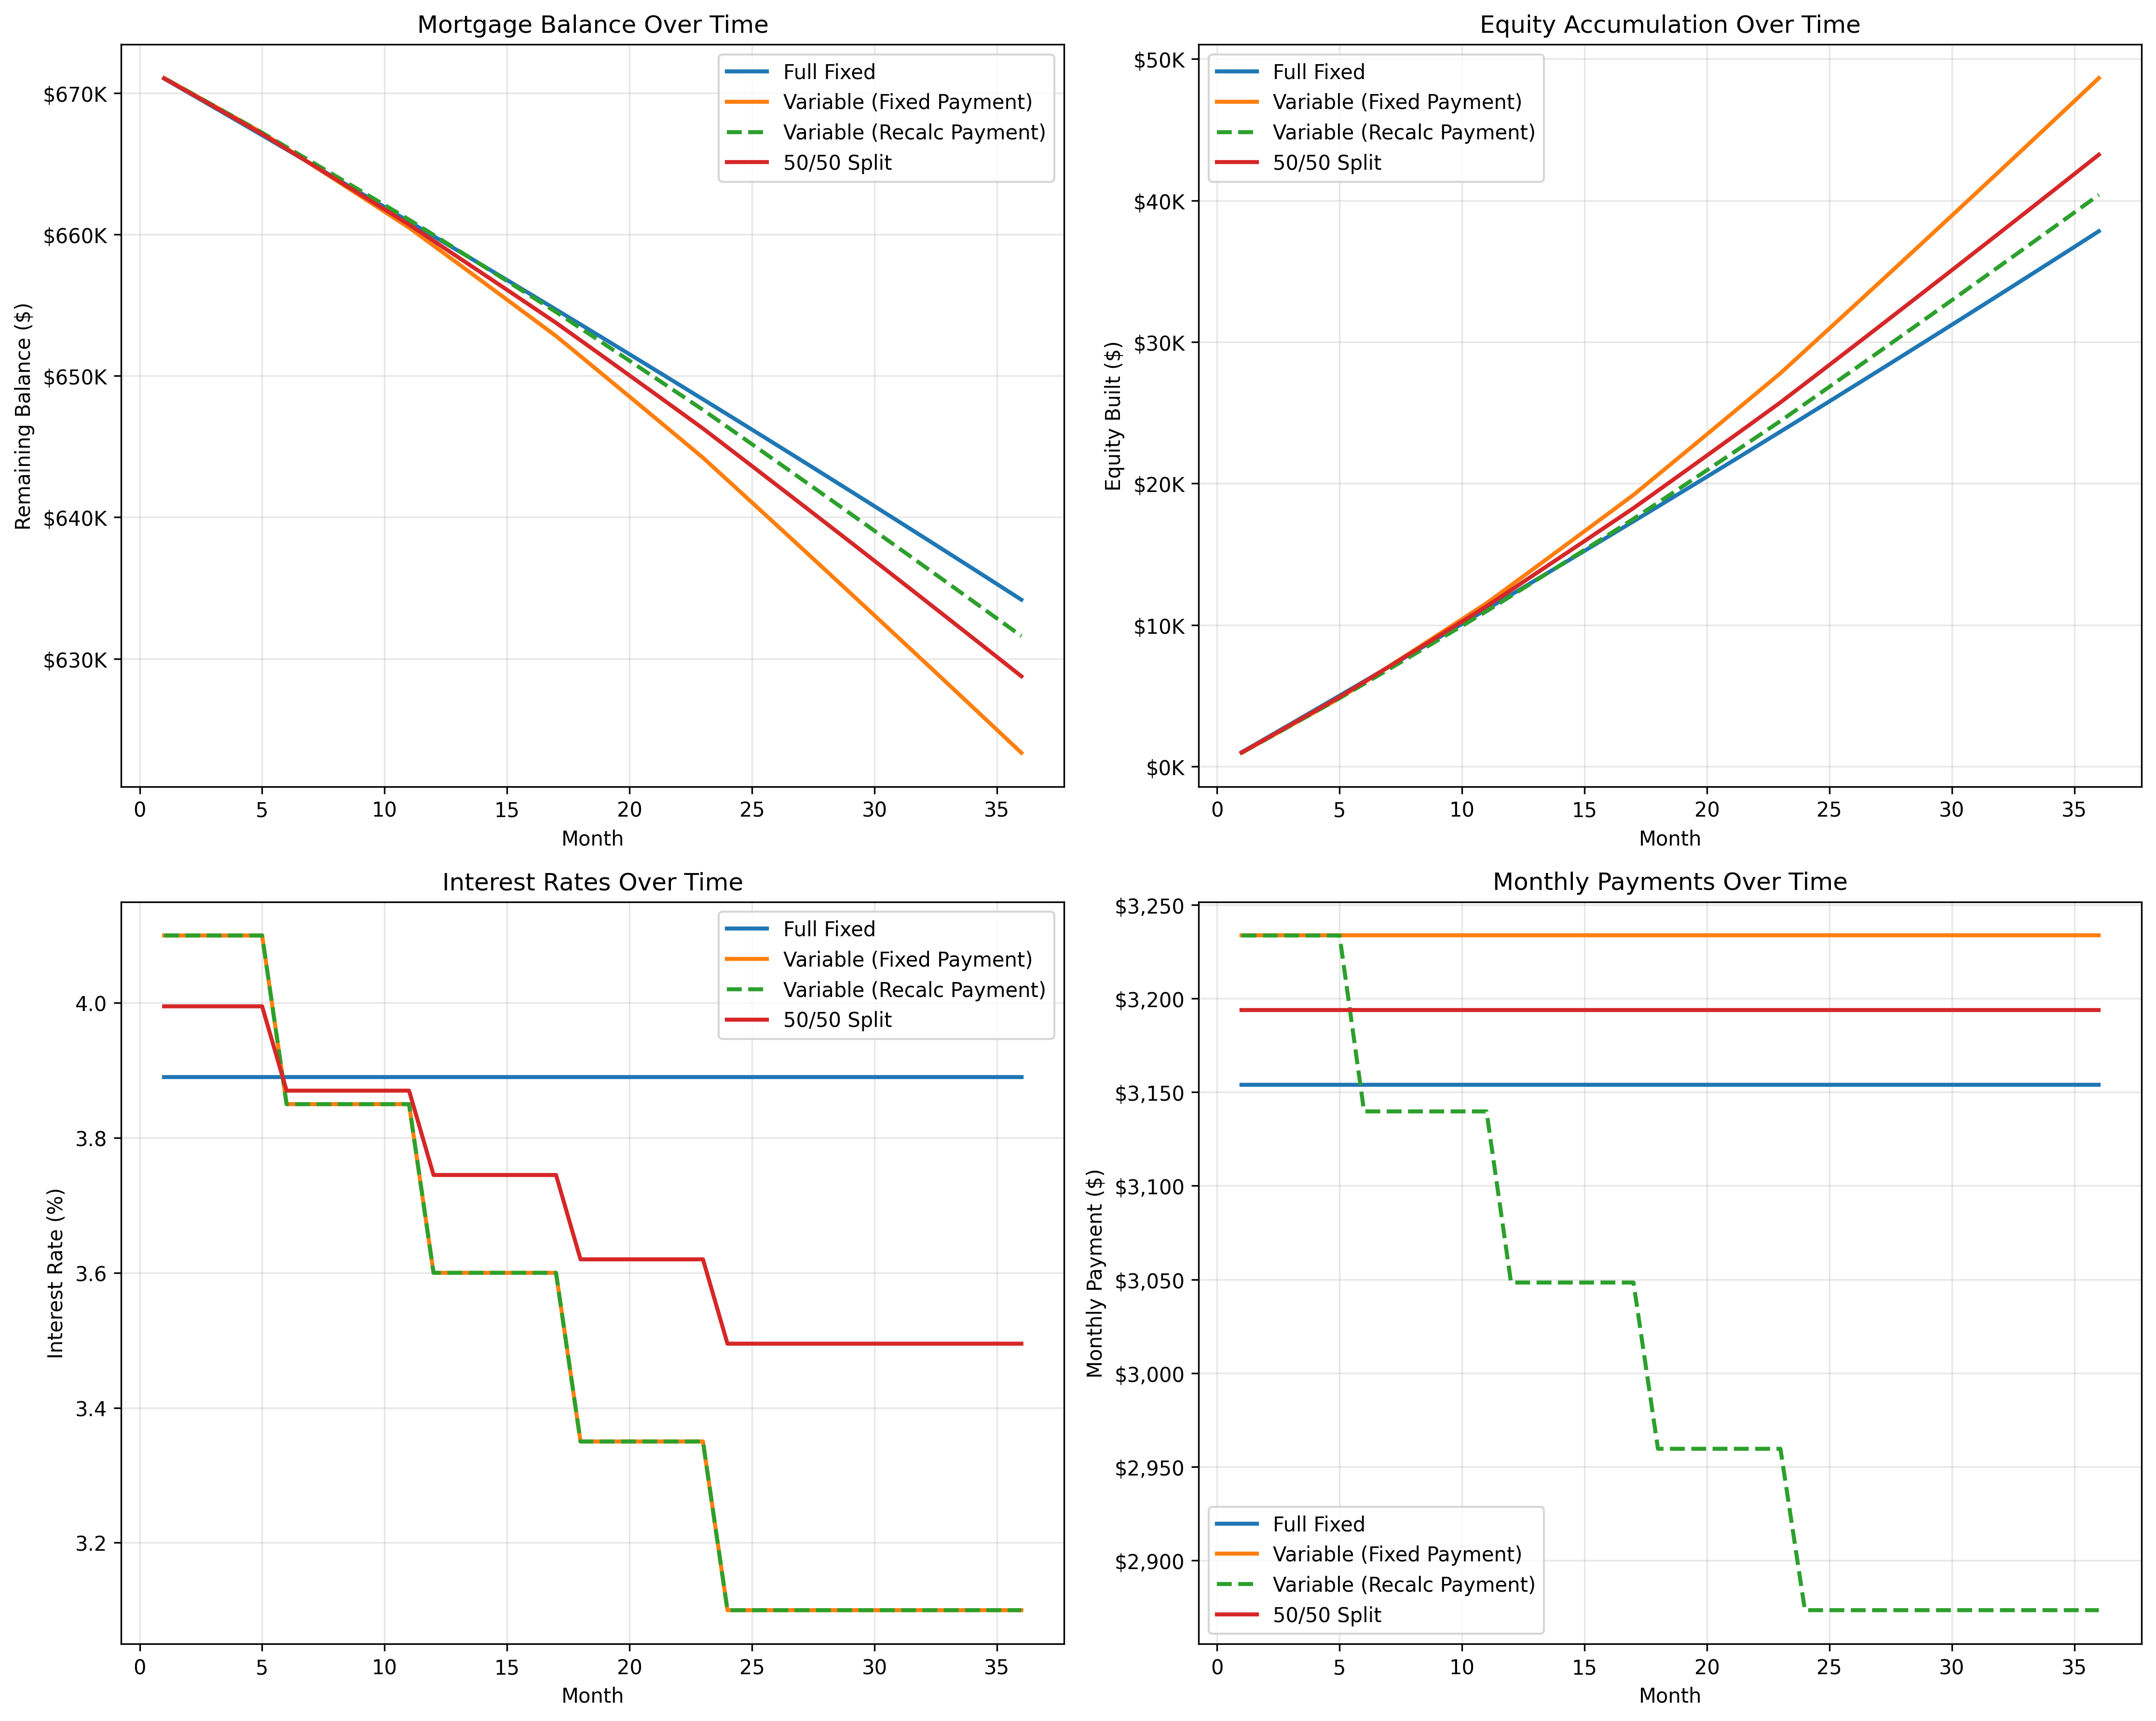 Mortgage Balance Over Time
Remaining Balance ($)
$670K
$660K
$650K
$640K
$630K
Full Fixed
Variable (Fixed Payment)
Variable (Recalc Payment)
50/50 Split
0 5 10 15 20 25 30 35
Month
Equity Accumulation Over Time
Equity Built ($)
$50K
$40K
$30K
$20K
$10K
$0K
Full Fixed
Variable (Fixed Payment)
Variable (Recalc Payment)
50/50 Split
0 5 10 15 20 25 30 35
Month
Interest Rates Over Time
Interest Rate (%)
4.0
3.8
3.6
3.4
3.2
Full Fixed
Variable (Fixed Payment)
Variable (Recalc Payment)
50/50 Split
0 5 10 15 20 25 30 35
Month
Monthly Payments Over Time
Monthly Payment ($)
$3,250
$3,200
$3,150
$3,100
$3,050
$3,000
$2,950
$2,900
Full Fixed
Variable (Fixed Payment)
Variable (Recalc Payment)
50/50 Split
0 5 10 15 20 25 30 35
Month